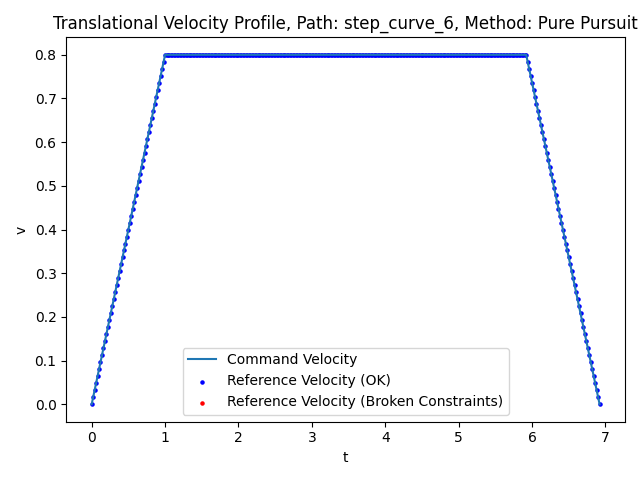 Translational Velocity Profile, Path: step_curve_6, Method: Pure Pursuit
0.8
0.7
0.6
0.5
0.4
0.3
0.2
0.1
0.0
v
Command Velocity
Reference Velocity (OK)
Reference Velocity (Broken Constraints)
0 1 2 3 4 5 6 7
t